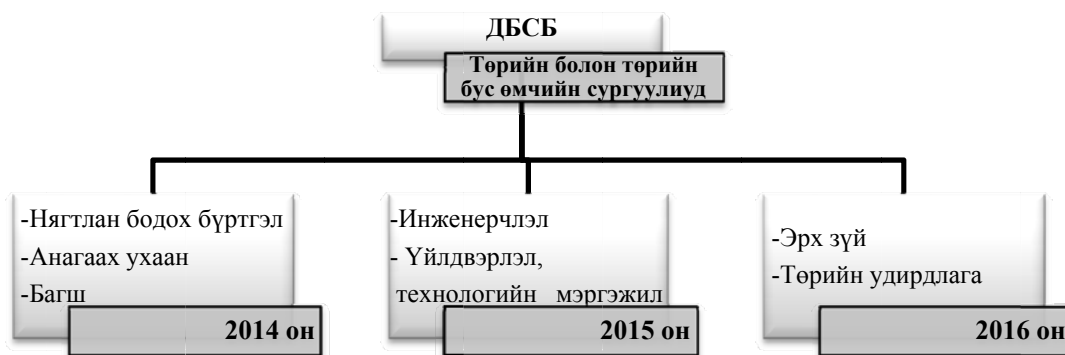 ДБСБ
Төрийн болон төрийн
бус өмчийн сургуулиуд
-Нягтлан бодох бүртгэл
-Анагаах ухаан
-Багш
2014 он
-Инженерчлэл
- Үйлдвэрлэл,
технологийн мэргэжил
2015 он
-Эрх зүй
-Төрийн удирдлага
2016 он